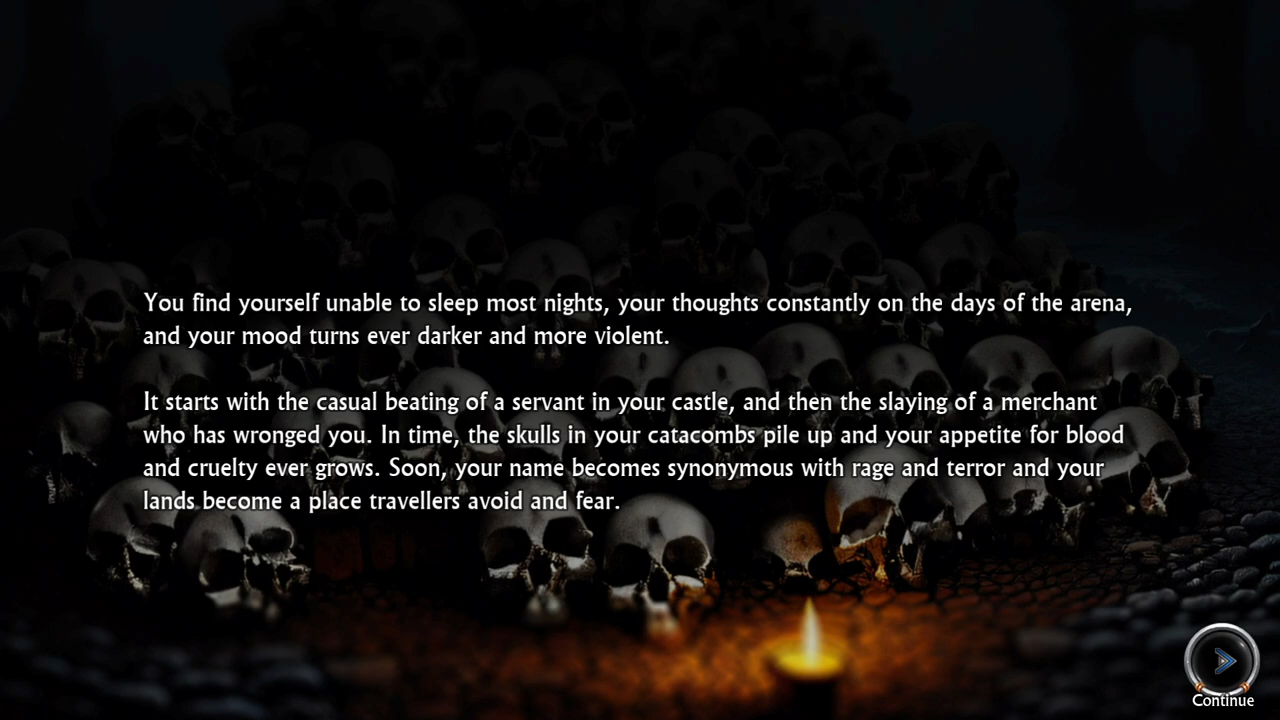 You find yourself unable to sleep most nights, your thoughts constantly on the days of the arena,
and your mood turns ever darker and more violent.
It starts with the casual beating of a servant in your castle, and then the slaying of a merchant
who has wronged you. In time, the skulls in your catacombs pile up and your appetite for blood
and cruelty ever grows. Soon, your name becomes synonymous with rage and terror and your
lands become a place travellers avoid and fear.
Continue